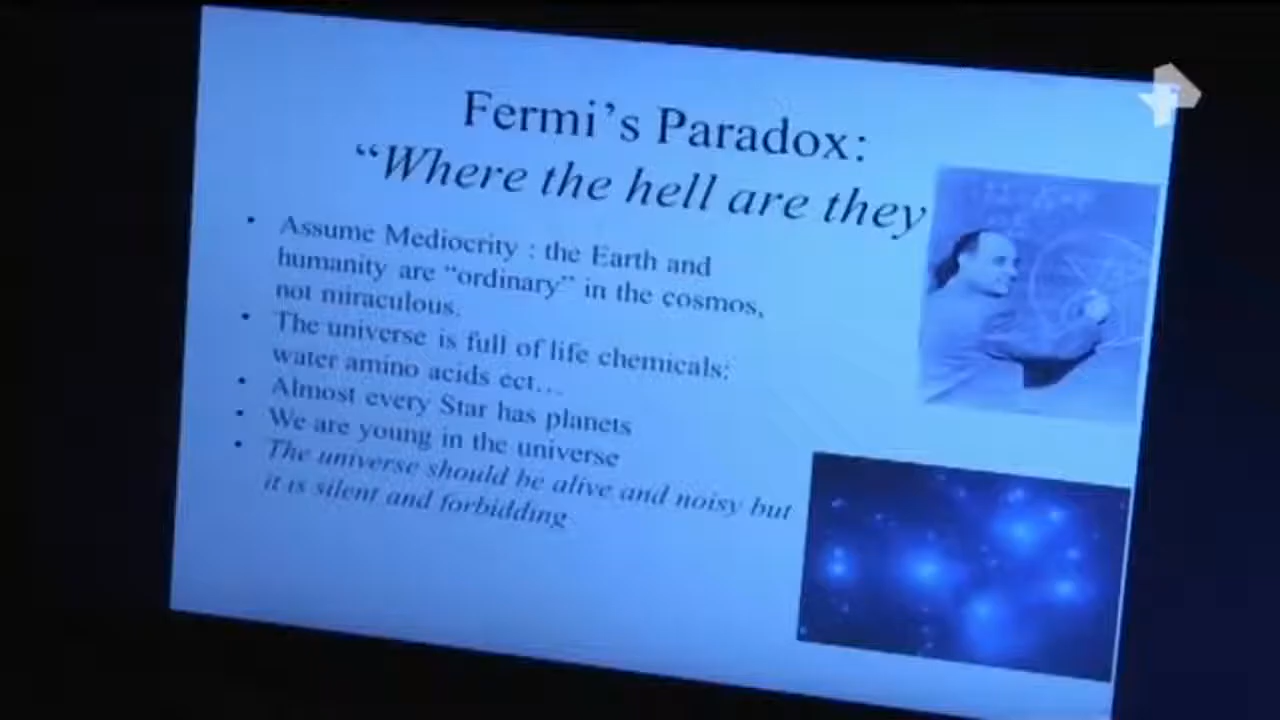 Fermi's Paradox:
"Where the hell are they
• Assume Mediocrity : the Earth and
humanity are "ordinary" in the cosmos,
not miraculous.
• The universe is full of life chemicals:
water amino acids ect...
• Almost every Star has planets
• We are young in the universe
• The universe should be alive and noisy but
it is silent and forbidding